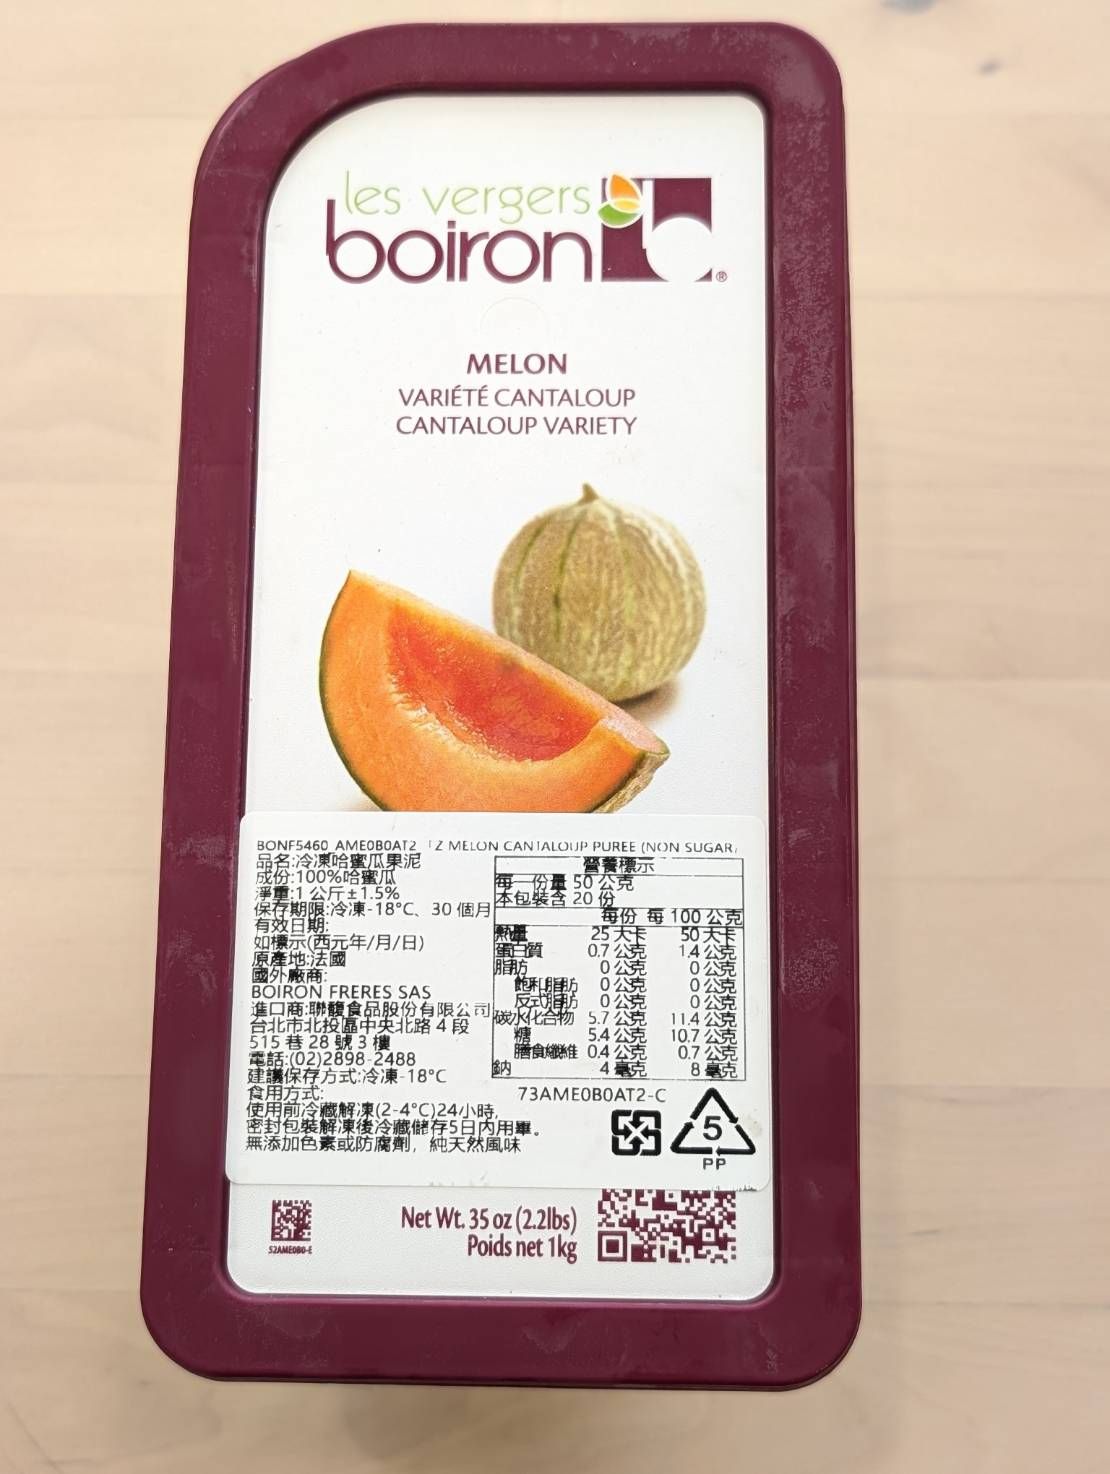 les vergers
boiron
®
MELON
VARIÉTÉ CANTALOUP
CANTALOUP VARIETY
BONF5460 AME0B0AT2 MELON CANTALOUP PUREE (NON SUGAR)
品名:冷凍哈蜜瓜果泥
成份:100%哈蜜瓜
淨重:1 公斤±1.5%
保存期限:冷凍-18°C、30 個月
有效日期:
如標示(西元年/月/日)
原產地:法國
國外廠商:
BOIRON FRERES SAS
進口商:聯馥食品股份有限公司
台北市北投區中央北路 4 段
515 巷 28 號 3 樓
電話:(02)2898-2488
建議保存方式:冷凍-18°C
食用方式:
使用前冷藏解凍(2-4°C)24小時,
密封包裝解凍後冷藏儲存5日內用畢。
無添加色素或防腐劑, 純天然風味
營養標示
每一份量 50 公克
本包裝含 20 份
每份 每 100 公克
熱量 25 大卡 50 大卡
蛋白質 0.7 公克 1.4 公克
脂肪 0 公克 0 公克
飽和脂肪 0 公克 0 公克
反式脂肪 0 公克 0 公克
碳水化合物 5.7 公克 11.4 公克
糖 5.4 公克 10.7 公克
膳食纖維 0.4 公克 0.7 公克
鈉 4 毫克 8 毫克
73AME0B0AT2-C
5
PP
52AME0B0-E
Net Wt. 35 oz (2.2lbs)
Poids net 1kg